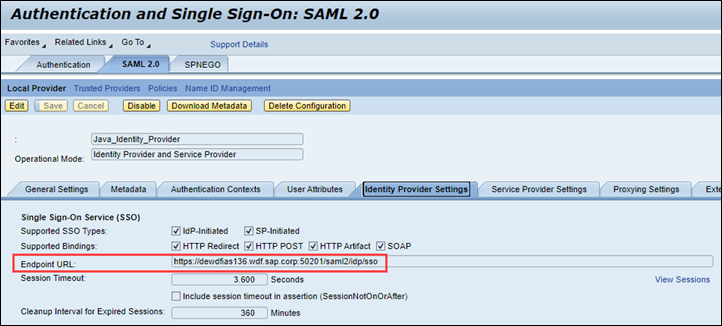 Authentication and Single Sign-On: SAML 2.0
Favorites Related Links Go To Support Details
Authentication SAML 2.0 SPNEGO
Local Provider Trusted Providers Policies Name ID Management
Edit Save Cancel Disable Download Metadata Delete Configuration
: Java_Identity_Provider
Operational Mode: Identity Provider and Service Provider
General Settings Metadata Authentication Contexts User Attributes Identity Provider Settings Service Provider Settings Proxying Settings Exte
Single Sign-On Service (SSO)
Supported SSO Types: IdP-Initiated SP-Initiated
Supported Bindings: HTTP Redirect HTTP POST HTTP Artifact SOAP
Endpoint URL: https://dewdfias136.wdf.sap.corp:50201/saml2/idp/sso
Session Timeout: 3.600 Seconds View Sessions
Include session timeout in assertion (SessionNotOnOrAfter)
Cleanup Interval for Expired Sessions: 360 Minutes